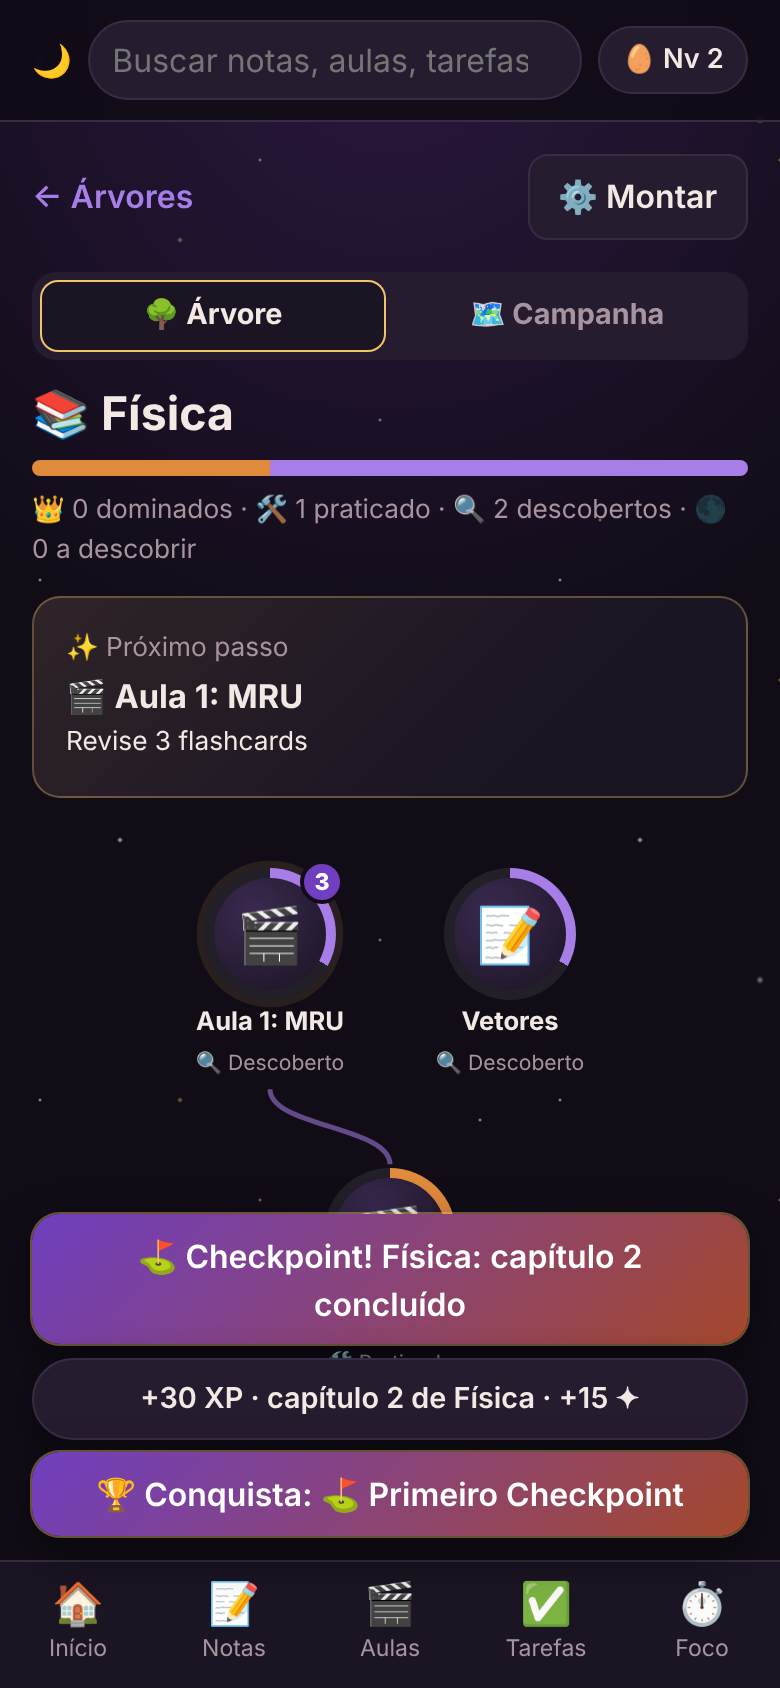 Buscar notas, aulas, tarefas
Nv 2
← Árvores
Montar
Árvore
Campanha
Física
0 dominados · 1 praticado · 2 descobertos ·
0 a descobrir
Próximo passo
Aula 1: MRU
Revise 3 flashcards
3
Aula 1: MRU
Vetores
Descoberto
Descoberto
Checkpoint! Física: capítulo 2
concluído
+30 XP · capítulo 2 de Física · +15 ✦
Conquista: Primeiro Checkpoint
Início
Notas
Aulas
Tarefas
Foco